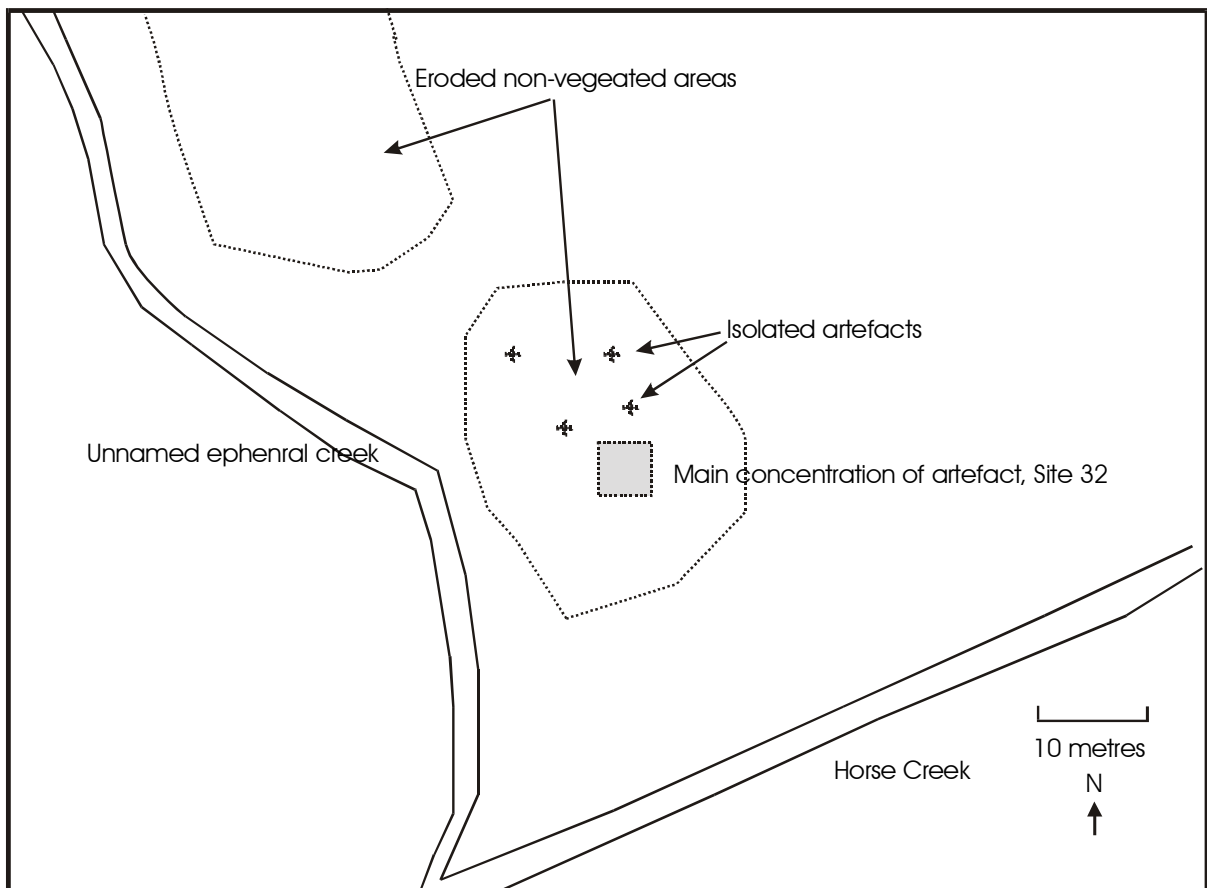 Eroded non-vegeated areas
Isolated artefacts
Unnamed ephenral creek
Main concentration of artefact, Site 32
10 metres
Horse Creek
N